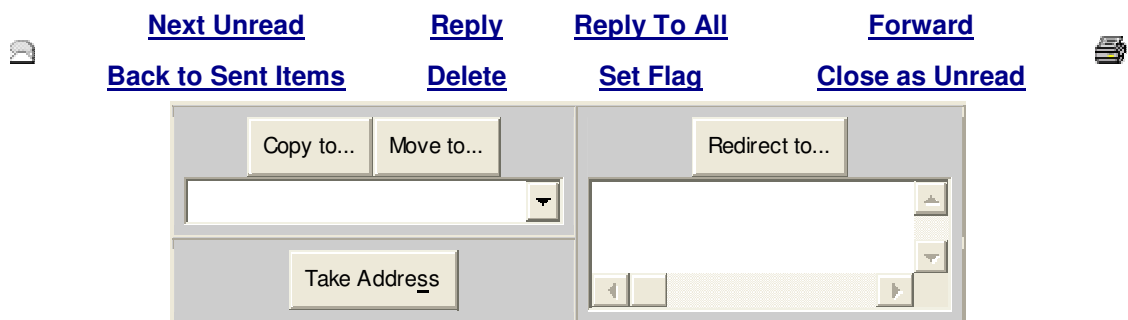 Next Unread Reply Reply To All Forward
Back to Sent Items Delete Set Flag Close as Unread
Copy to... Move to... Redirect to...
Take Address